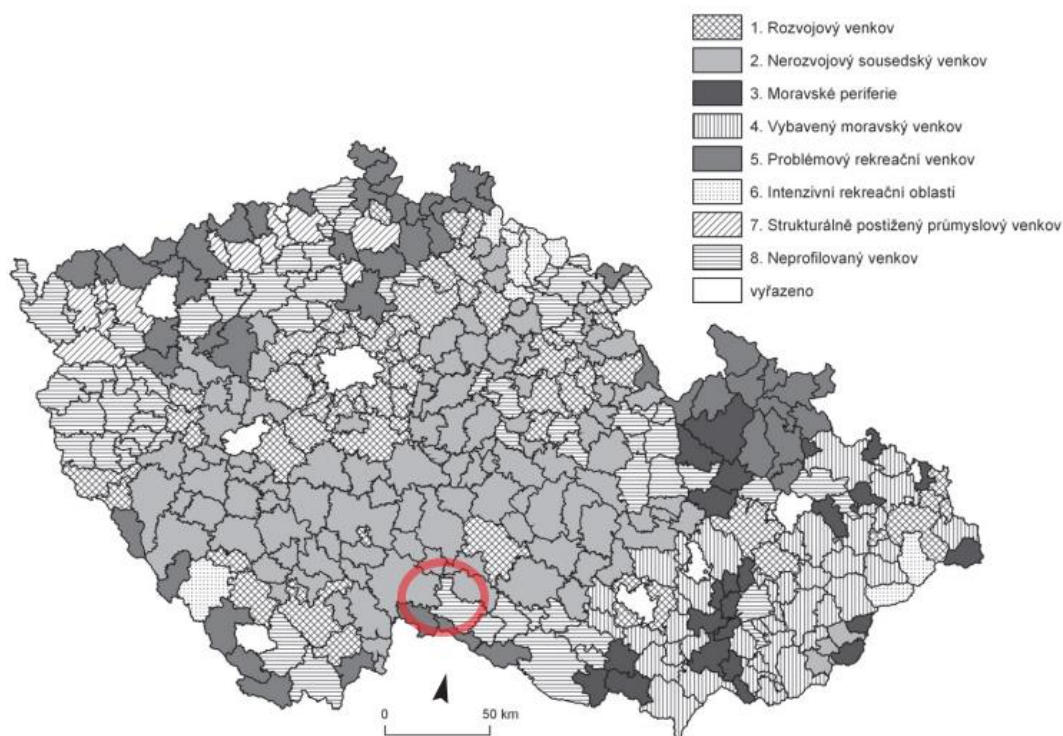 1. Rozvojový venkov
2. Nerozvojový sousedský venkov
3. Moravské periferie
4. Vybavený moravský venkov
5. Problémový rekreační venkov
6. Intenzivní rekreační oblasti
7. Strukturálně postižený průmyslový venkov
8. Neprofilovaný venkov
vyřazeno
0 50 km